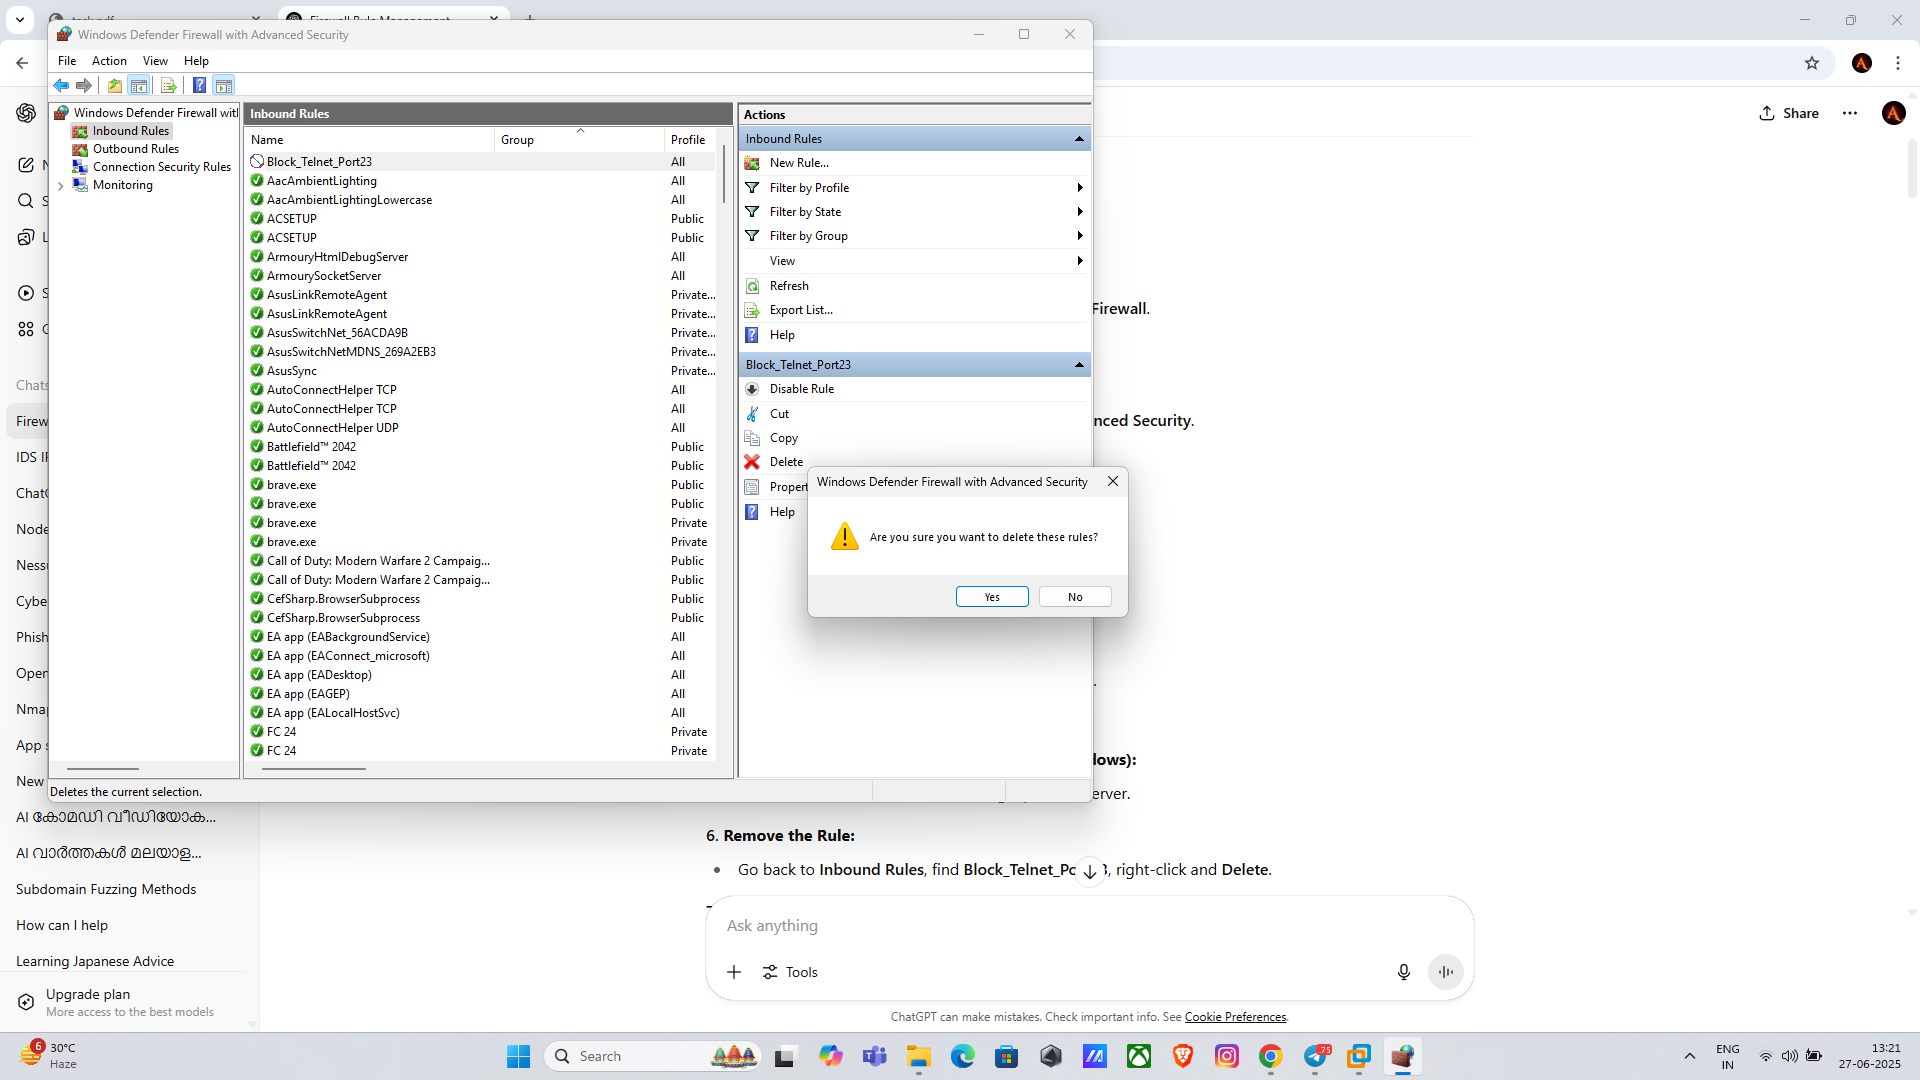 Firewall Rule Management
Windows Defender Firewall with Advanced Security
File Action View Help
Windows Defender Firewall with
Inbound Rules
Outbound Rules
Connection Security Rules
Monitoring
Inbound Rules
Name Group Profile
Block_Telnet_Port23 All
AacAmbientLighting All
AacAmbientLightingLowercase All
ACSETUP Public
ACSETUP Public
ArmouryHtmlDebugServer All
ArmourySocketServer All
AsusLinkRemoteAgent Private...
AsusLinkRemoteAgent Private...
AsusSwitchNet_56ACDA9B Private...
AsusSwitchNetMDNS_269A2EB3 Private...
AsusSync Private...
AutoConnectHelper TCP All
AutoConnectHelper TCP All
AutoConnectHelper UDP All
Battlefield™ 2042 Public
Battlefield™ 2042 Public
brave.exe Public
brave.exe Public
brave.exe Private
brave.exe Private
Call of Duty: Modern Warfare 2 Campaig... Public
Call of Duty: Modern Warfare 2 Campaig... Public
CefSharp.BrowserSubprocess Public
CefSharp.BrowserSubprocess Public
EA app (EABackgroundService) All
EA app (EAConnect_microsoft) All
EA app (EADesktop) All
EA app (EAGEP) All
EA app (EALocalHostSvc) All
FC 24 Private
FC 24 Private
Actions
Inbound Rules
New Rule...
Filter by Profile
Filter by State
Filter by Group
View
Refresh
Export List...
Help
Block_Telnet_Port23
Disable Rule
Cut
Copy
Delete
Propert
Help
Windows Defender Firewall with Advanced Security
Are you sure you want to delete these rules?
Yes No
Deletes the current selection.
Share
Firewall.
nced Security.
lows):
erver.
6. Remove the Rule:
Go back to Inbound Rules, find Block_Telnet_Po 3, right-click and Delete.
Ask anything
Tools
ChatGPT can make mistakes. Check important info. See Cookie Preferences.
Chats
Firew
IDS IP
ChatG
Node
Nessu
Cybe
Phish
Open
Nmap
App s
New
AI കോമഡി വീഡിയോക...
AI വാർത്തകൾ മലയാള...
Subdomain Fuzzing Methods
How can I help
Learning Japanese Advice
Upgrade plan
More access to the best models
6
30°C
Haze
Search
.75
ENG
IN
13:21
27-06-2025